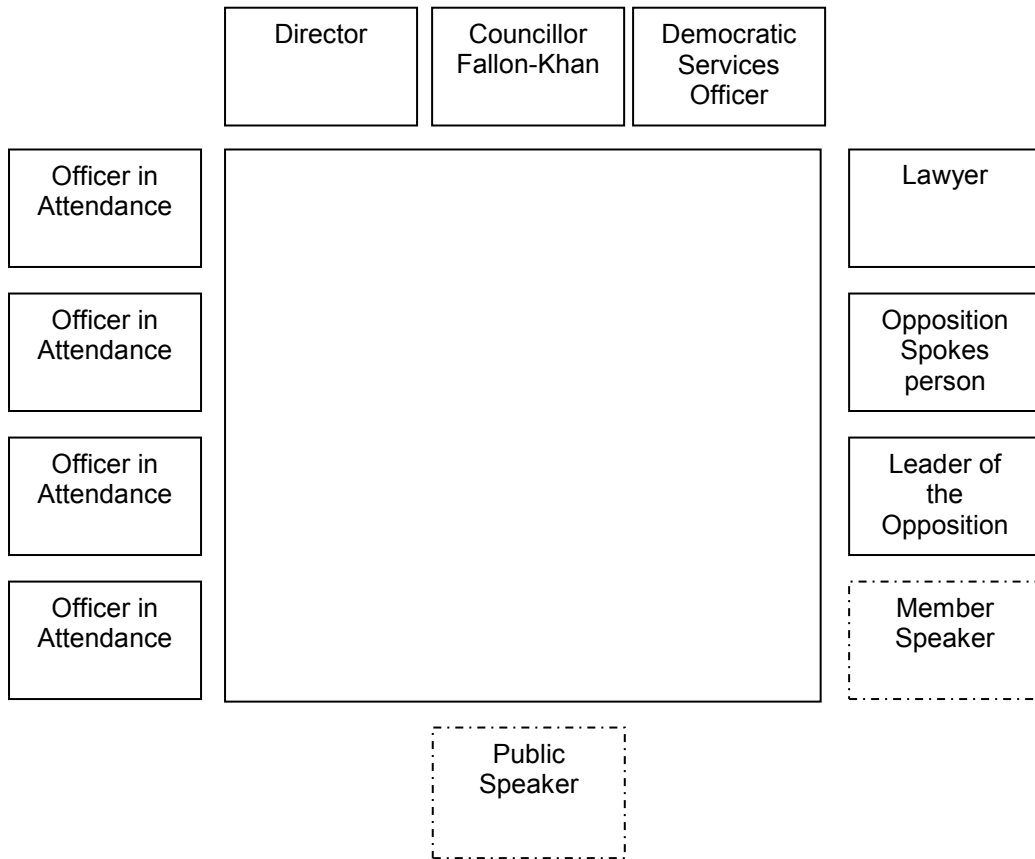 Director
Councillor
Fallon-Khan
Democratic
Services
Officer
Officer in
Attendance
Lawyer
Officer in
Attendance
Opposition
Spokes
person
Officer in
Attendance
Leader of
the
Opposition
Officer in
Attendance
Member
Speaker
Public
Speaker